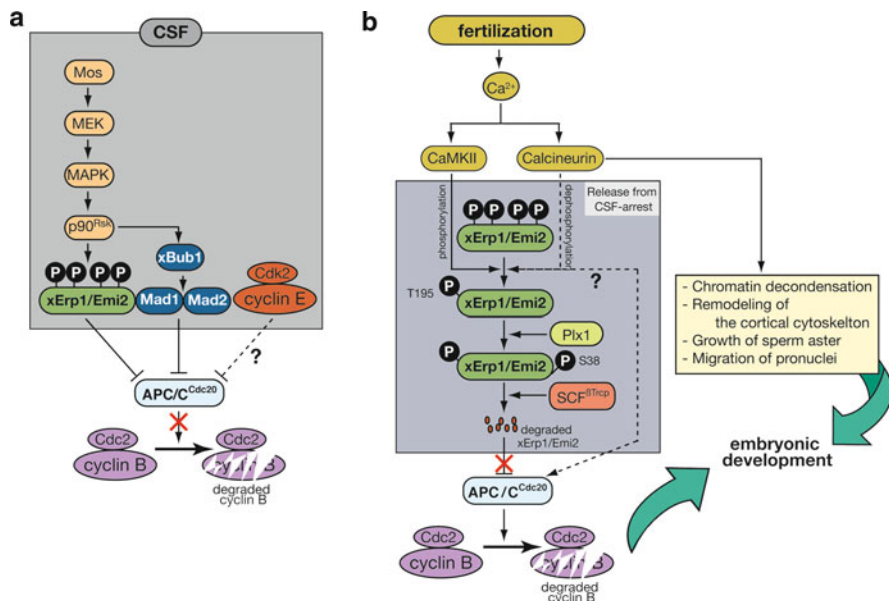 a
CSF
Mos
MEK
MAPK
p90Rsk
xBub1
P P P P
xErp1/Emi2
Mad1
Mad2
Cdk2
cyclin E
?
APC/CCdc20
Cdc2
cyclin B
Cdc2
cyclin B
degraded
cyclin B
b
fertilization
Ca2+
CaMKII
Calcineurin
phosphorylation
dephosphorylation
Release from
CSF-arrest
P P P P
xErp1/Emi2
?
T195
P
xErp1/Emi2
Plx1
P
xErp1/Emi2
P
S38
SCFβTrcp
degraded
xErp1/Emi2
APC/CCdc20
Cdc2
cyclin B
Cdc2
cyclin B
degraded
cyclin B
- Chromatin decondensation
- Remodeling of
the cortical cytoskelton
- Growth of sperm aster
- Migration of pronuclei
embryonic
development